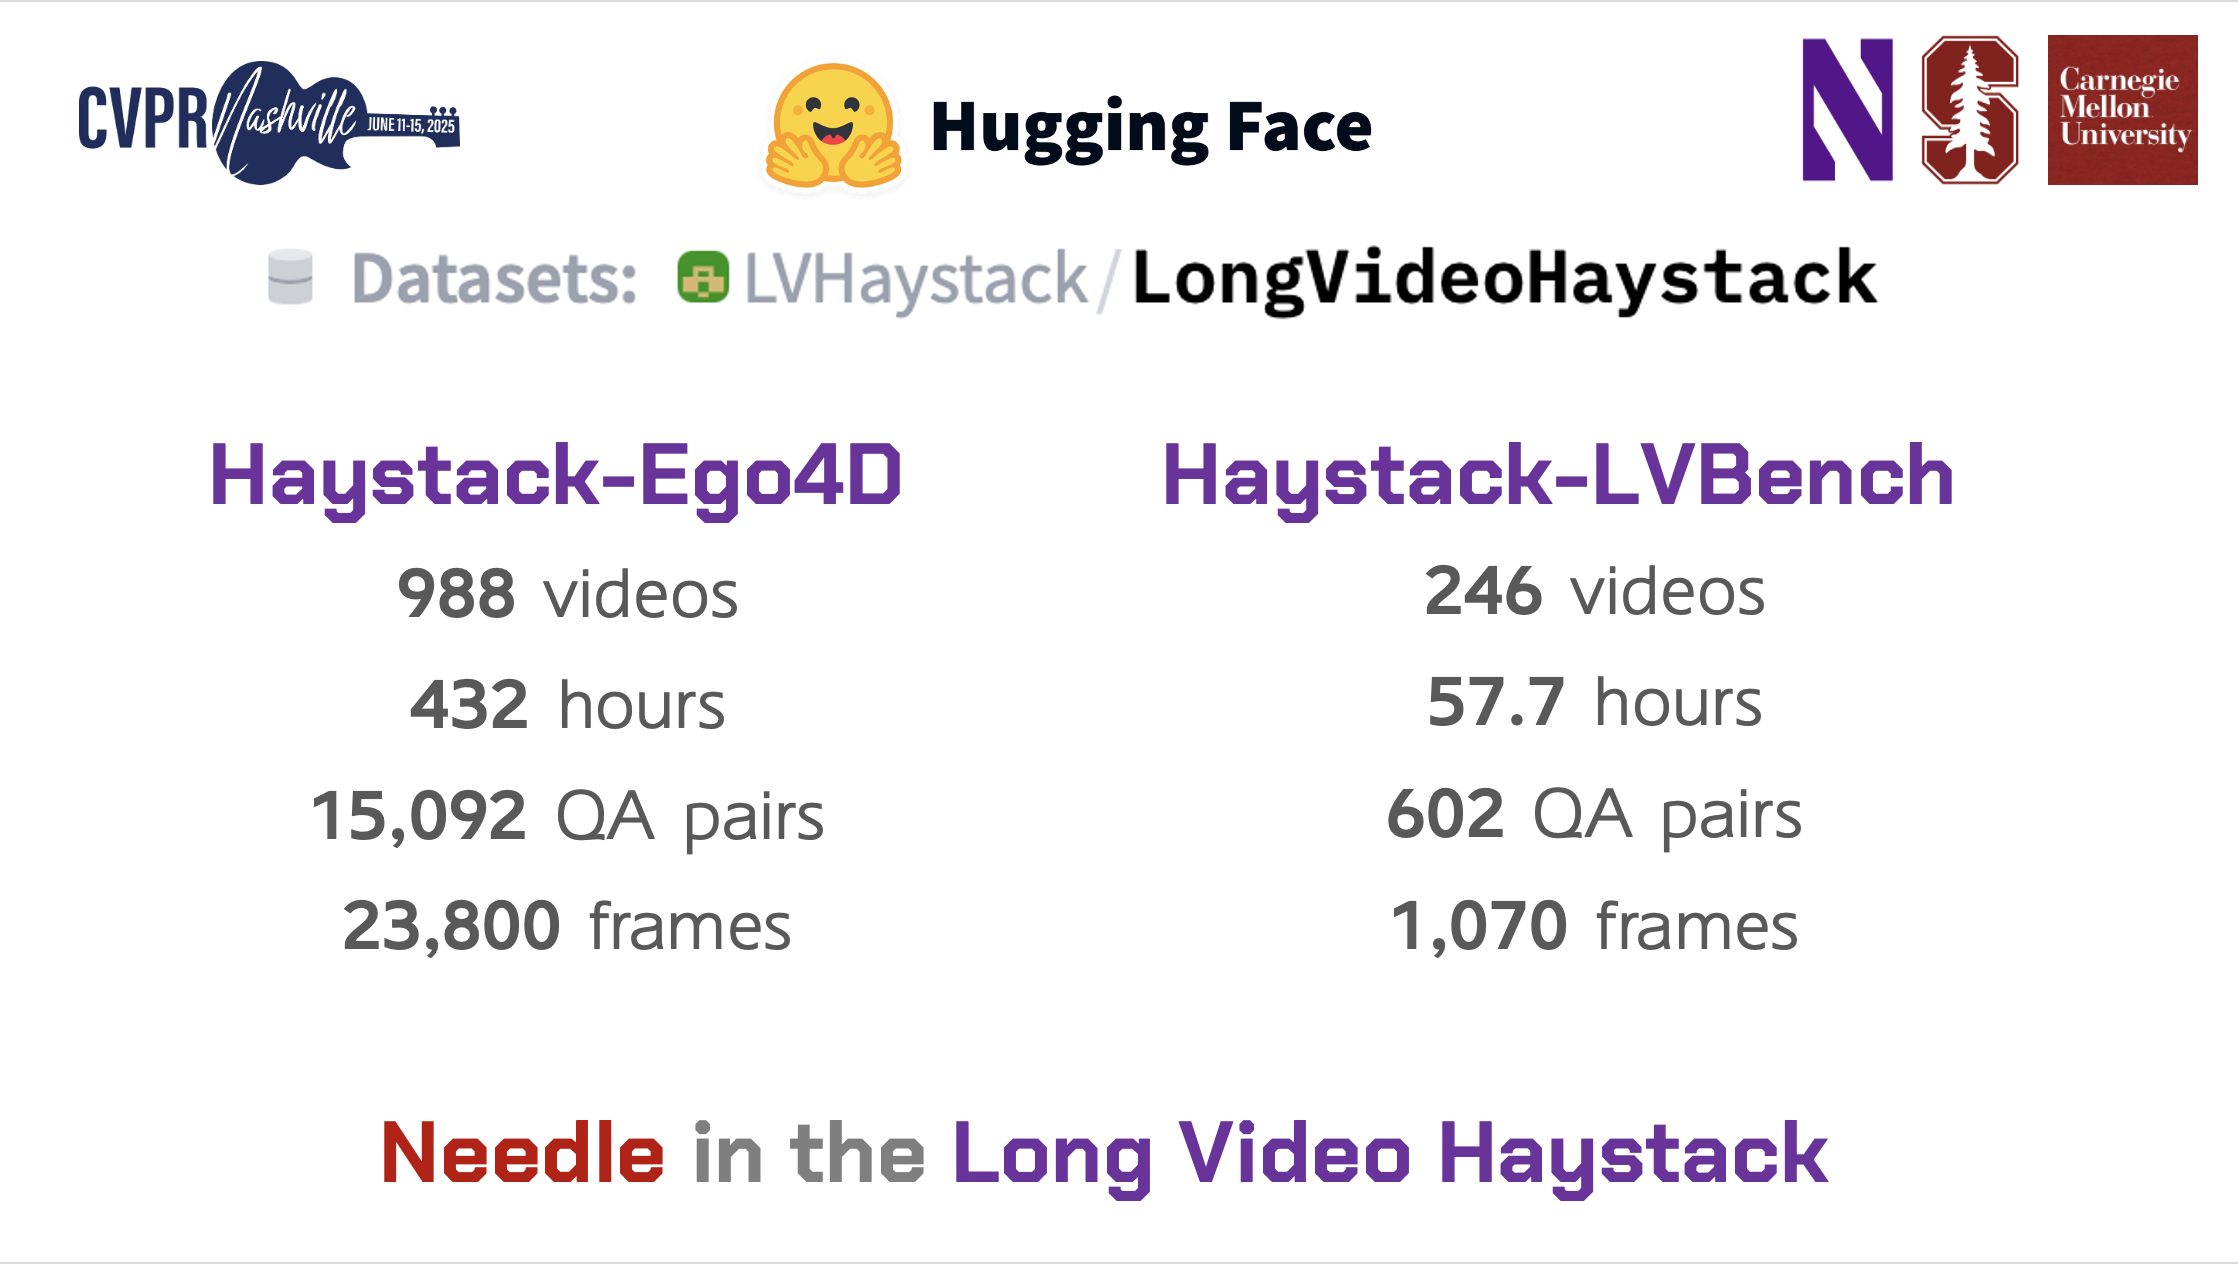 CVPR Nashville JUNE 11-15, 2025
Hugging Face
N S
Carnegie
Mellon
University
Datasets: LVHaystack/LongVideoHaystack
Haystack-Ego4D
988 videos
432 hours
15,092 QA pairs
23,800 frames
Haystack-LVBench
246 videos
57.7 hours
602 QA pairs
1,070 frames
Needle in the Long Video Haystack